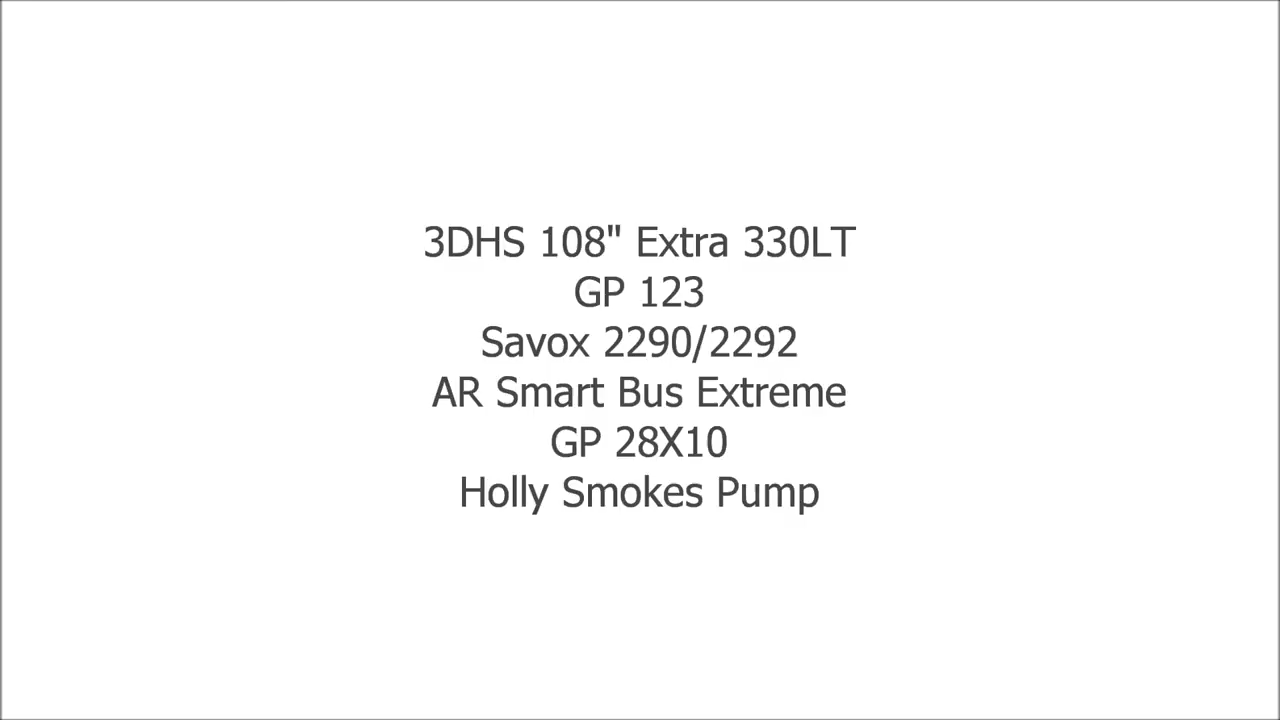 3DHS 108" Extra 330LT
GP 123
Savox 2290/2292
AR Smart Bus Extreme
GP 28X10
Holly Smokes Pump